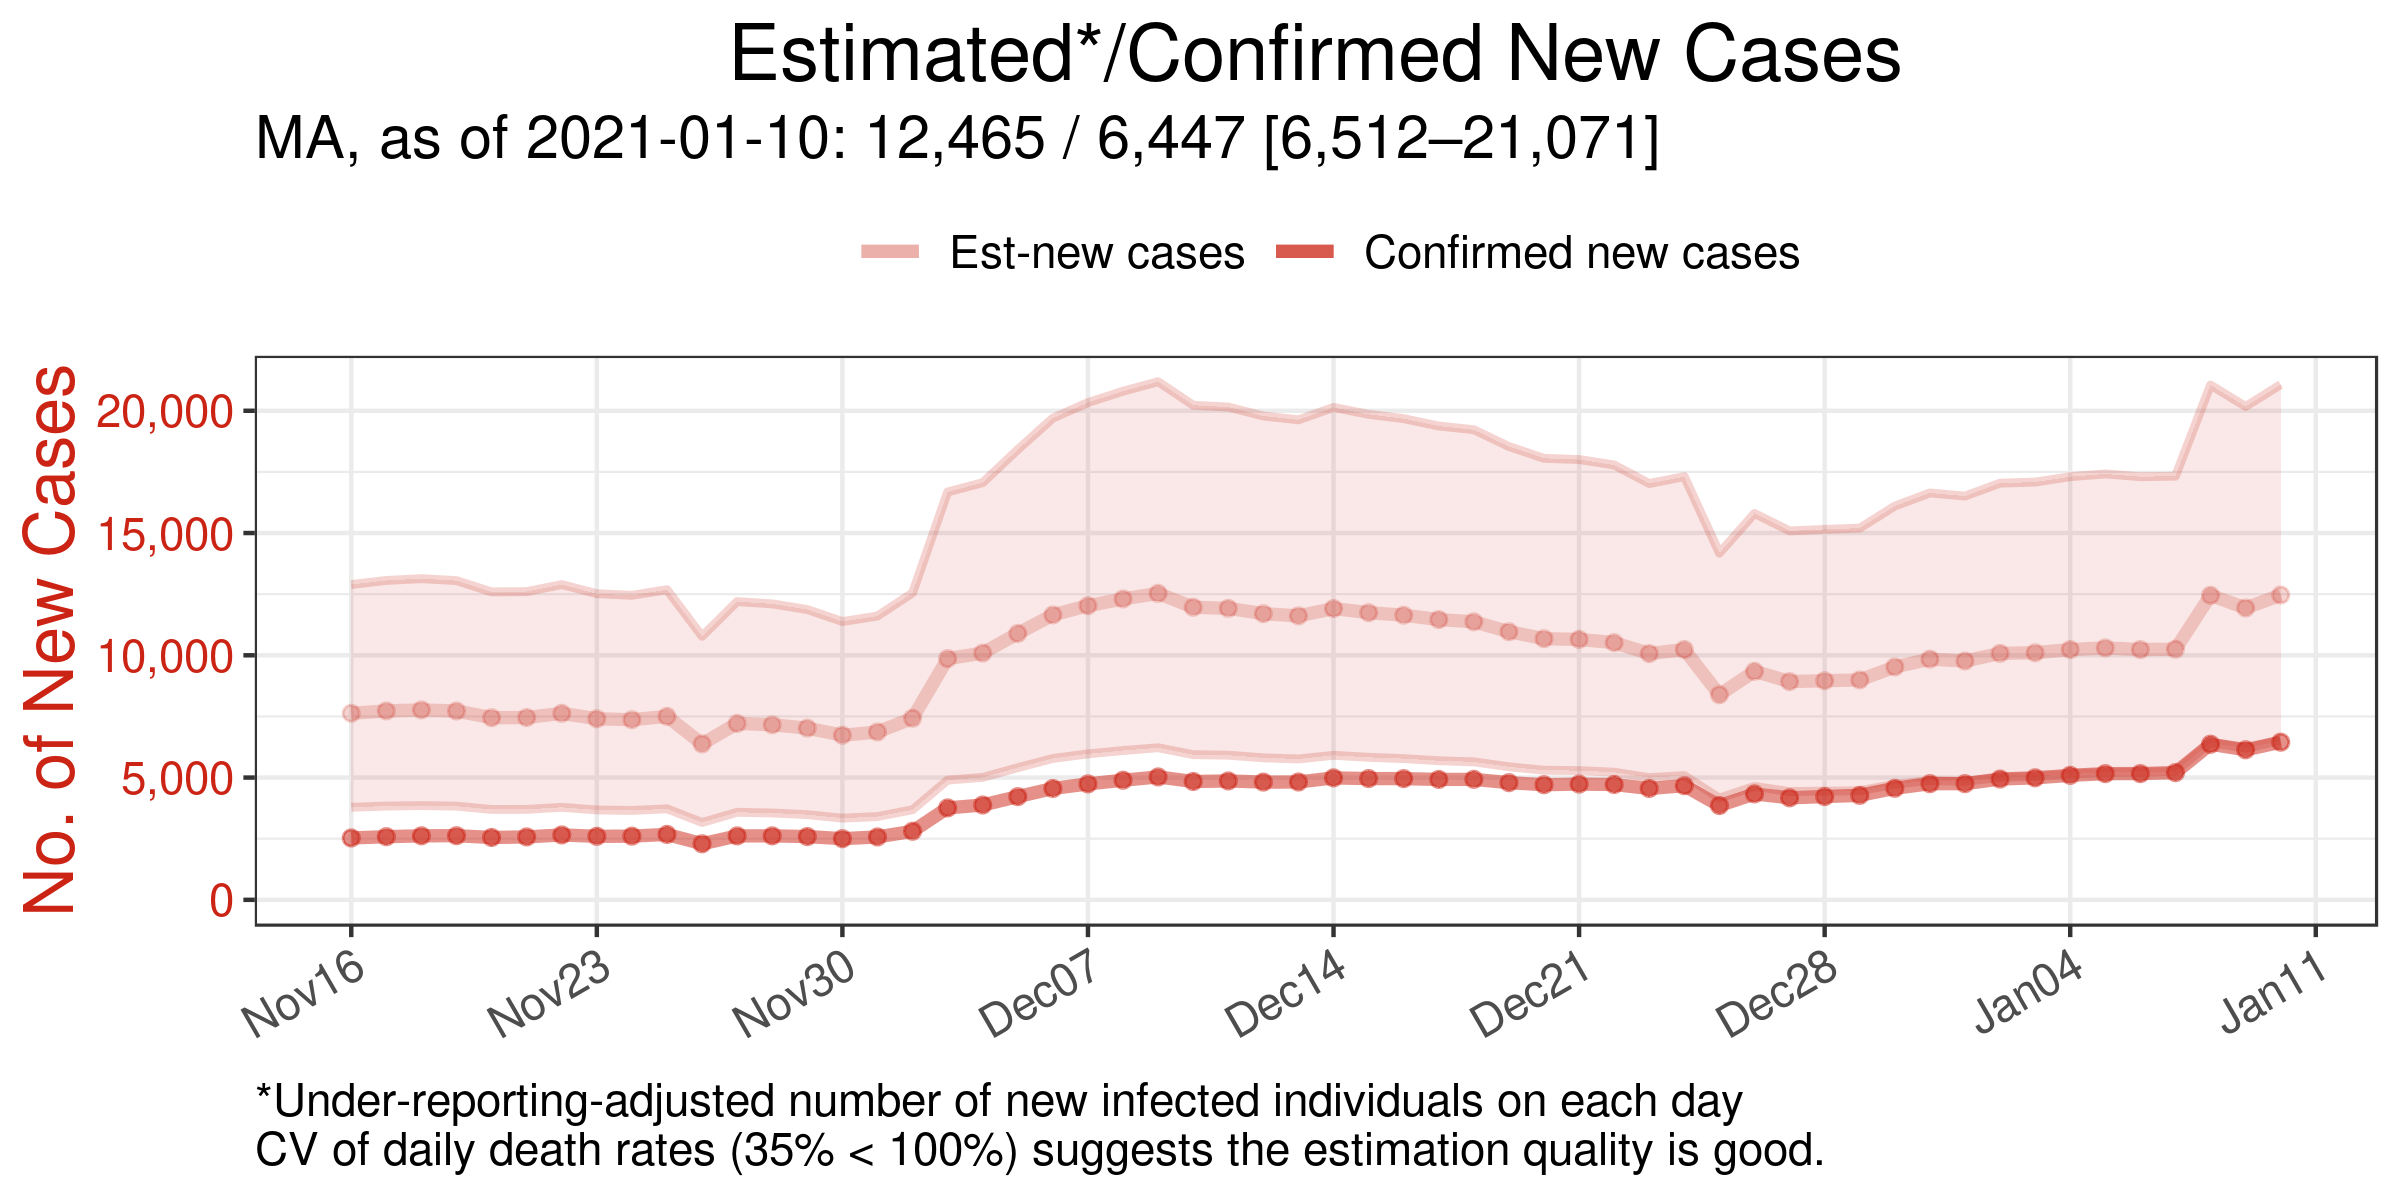 Estimated*/Confirmed New Cases
MA, as of 2021-01-10: 12,465 / 6,447 [6,512–21,071]
Est-new cases
Confirmed new cases
No. of New Cases
20,000
15,000
10,000
5,000
0
Nov16
Nov23
Nov30
Dec07
Dec14
Dec21
Dec28
Jan04
Jan11
*Under-reporting-adjusted number of new infected individuals on each day
CV of daily death rates (35% < 100%) suggests the estimation quality is good.